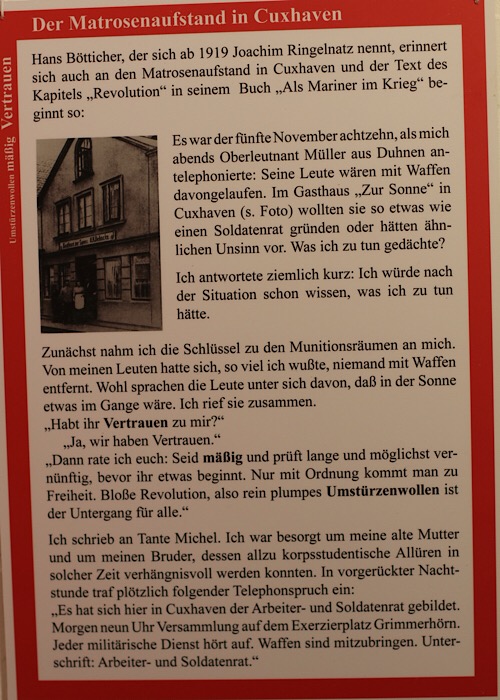 Der Matrosenaufstand in Cuxhaven
Umstürzenwollen mäßig Vertrauen
Hans Bötticher, der sich ab 1919 Joachim Ringelnatz nennt, erinnert
sich auch an den Matrosenaufstand in Cuxhaven und der Text des
Kapitels „Revolution“ in seinem Buch „Als Mariner im Krieg“ be-
ginnt so:
Es war der fünfte November achtzehn, als mich
abends Oberleutnant Müller aus Duhnen an-
telephonierte: Seine Leute wären mit Waffen
davongelaufen. Im Gasthaus „Zur Sonne“ in
Cuxhaven (s. Foto) wollten sie so etwas wie
einen Soldatenrat gründen oder hätten ähn-
lichen Unsinn vor. Was ich zu tun gedächte?
Ich antwortete ziemlich kurz: Ich würde nach
der Situation schon wissen, was ich zu tun
hätte.
Zunächst nahm ich die Schlüssel zu den Munitionsräumen an mich.
Von meinen Leuten hatte sich, so viel ich wußte, niemand mit Waffen
entfernt. Wohl sprachen die Leute unter sich davon, daß in der Sonne
etwas im Gange wäre. Ich rief sie zusammen.
„Habt ihr Vertrauen zu mir?“
„Ja, wir haben Vertrauen.“
„Dann rate ich euch: Seid mäßig und prüft lange und möglichst ver-
nünftig, bevor ihr etwas beginnt. Nur mit Ordnung kommt man zu
Freiheit. Bloße Revolution, also rein plumpes Umstürzenwollen ist
der Untergang für alle.“
Ich schrieb an Tante Michel. Ich war besorgt um meine alte Mutter
und um meinen Bruder, dessen allzu korpsstudentische Allüren in
solcher Zeit verhängnisvoll werden konnten. In vorgerückter Nacht-
stunde traf plötzlich folgender Telephonspruch ein:
„Es hat sich hier in Cuxhaven der Arbeiter- und Soldatenrat gebildet.
Morgen neun Uhr Versammlung auf dem Exerzierplatz Grimmerhörn.
Jeder militärische Dienst hört auf. Waffen sind mitzubringen. Unter-
schrift: Arbeiter- und Soldatenrat.“